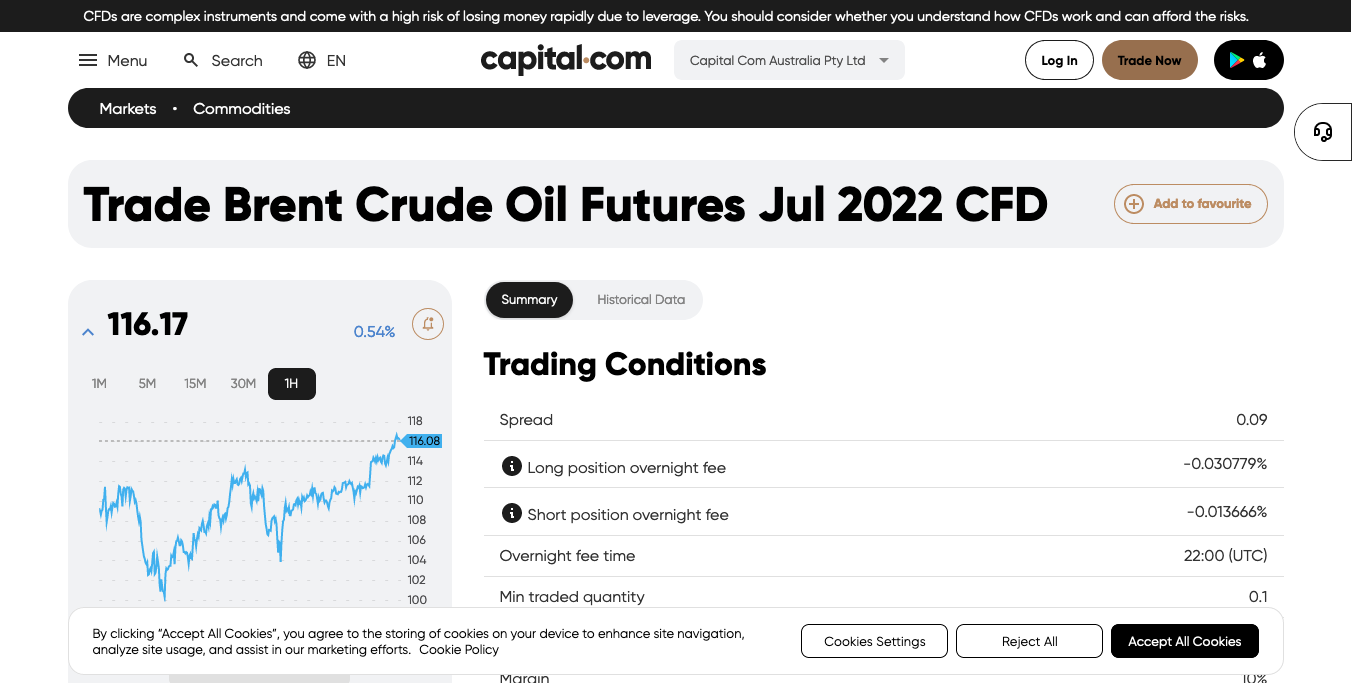 CFDs are complex instruments and come with a high risk of losing money rapidly due to leverage. You should consider whether you understand how CFDs work and can afford the risks.
Menu Search EN capital.com Capital Com Australia Pty Ltd Log In Trade Now
Markets • Commodities
Trade Brent Crude Oil Futures Jul 2022 CFD Add to favourite
116.17 0.54%
1M 5M 15M 30M 1H
118
116.08
114
112
110
108
106
104
102
100
Summary Historical Data
Trading Conditions
Spread 0.09
Long position overnight fee -0.030779%
Short position overnight fee -0.013666%
Overnight fee time 22:00 (UTC)
Min traded quantity 0.1
By clicking “Accept All Cookies”, you agree to the storing of cookies on your device to enhance site navigation,
analyze site usage, and assist in our marketing efforts. Cookie Policy
Cookies Settings Reject All Accept All Cookies
Margin 10%